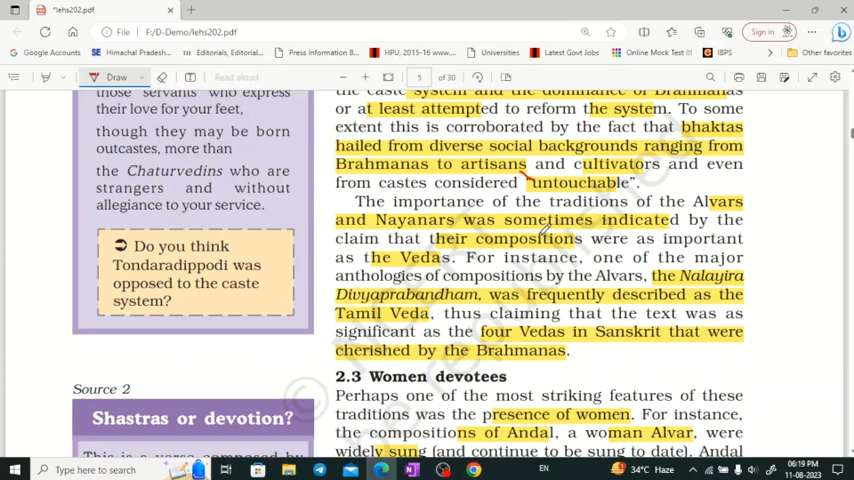 *lehs202.pdf
File
F:/D-Demo/lehs202.pdf
Sign in
Google Accounts
Himachal Pradesh,
Editorials, Editorial...
Press Information B...
HPU, 2015-16 www...
Universities
Latest Govt Jobs
Online Mock Tests...
IBPS
Other favorites
Draw
Read aloud
5
of 30
those servants who express
their love for your feet,
though they may be born
outcastes, more than
the Chaturvedins who are
strangers and without
allegiance to your service.
Do you think
Tondaradippodi was
opposed to the caste
system?
Source 2
Shastras or devotion?
This is a verse composed by
the caste system and the dominance of Brahmanas
or at least attempted to reform the system. To some
extent this is corroborated by the fact that bhaktas
hailed from diverse social backgrounds ranging from
Brahmanas to artisans and cultivators and even
from castes considered “untouchable”.
The importance of the traditions of the Alvars
and Nayanars was sometimes indicated by the
claim that their compositions were as important
as the Vedas. For instance, one of the major
anthologies of compositions by the Alvars, the Nalayira
Divyaprabandham, was frequently described as the
Tamil Veda, thus claiming that the text was as
significant as the four Vedas in Sanskrit that were
cherished by the Brahmanas.
2.3 Women devotees
Perhaps one of the most striking features of these
traditions was the presence of women. For instance,
the compositions of Andal, a woman Alvar, were
widely sung (and continue to be sung to date). Andal
© NCERT
not to be republished
Type here to search
EN
34°C Haze
06:19 PM
11-08-2023